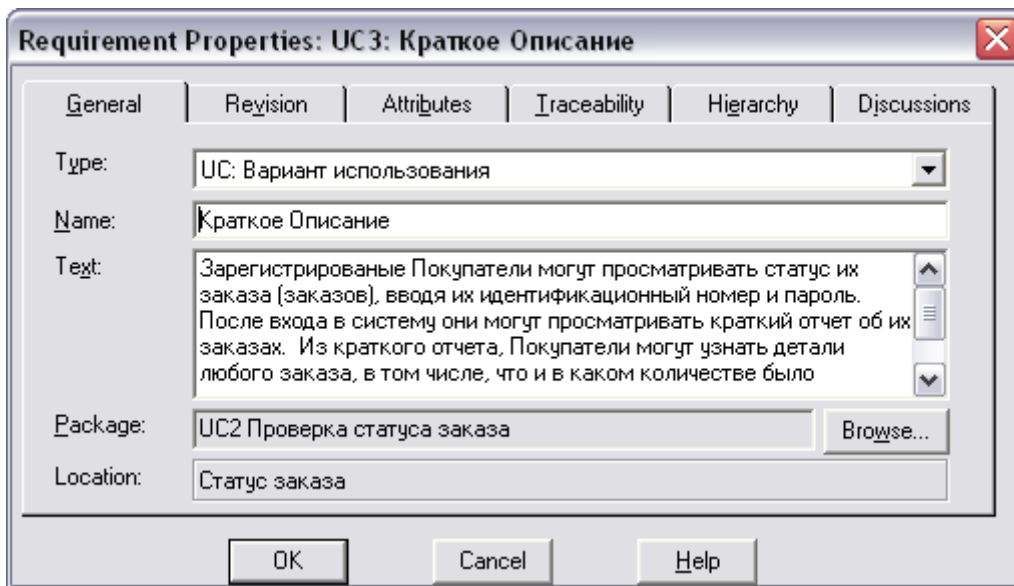 Requirement Properties: UC3: Краткое Описание
General Revision Attributes Traceability Hierarchy Discussions
Type: UC: Вариант использования
Name: Краткое Описание
Text: Зарегистрированые Покупатели могут просматривать статус их
заказа (заказов), вводя их идентификационный номер и пароль.
После входа в систему они могут просматривать краткий отчет об их
заказах. Из краткого отчета, Покупатели могут узнать детали
любого заказа, в том числе, что и в каком количестве было
Package: UC2 Проверка статуса заказа Browse...
Location: Статус заказа
OK Cancel Help